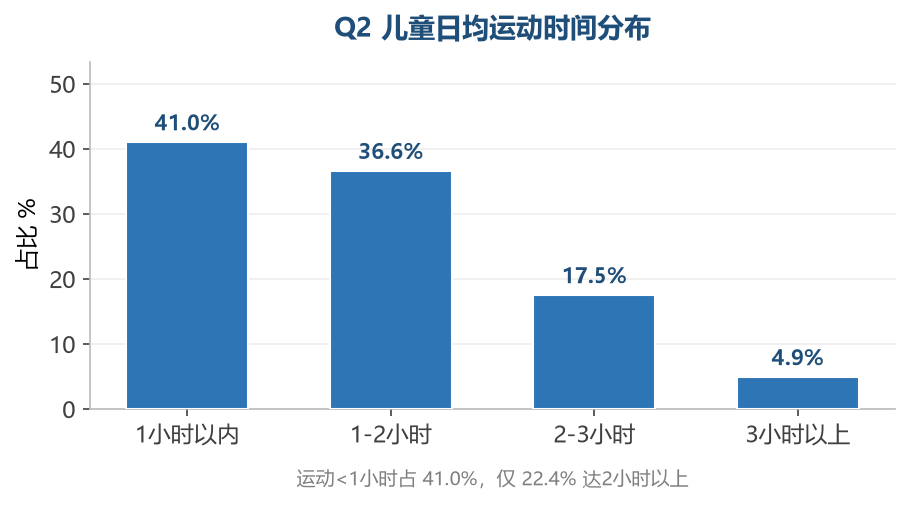 Q2 儿童日均运动时间分布
占比 %
50
40
30
20
10
0
41.0%
36.6%
17.5%
4.9%
1小时以内
1-2小时
2-3小时
3小时以上
运动<1小时占 41.0%，仅 22.4% 达2小时以上